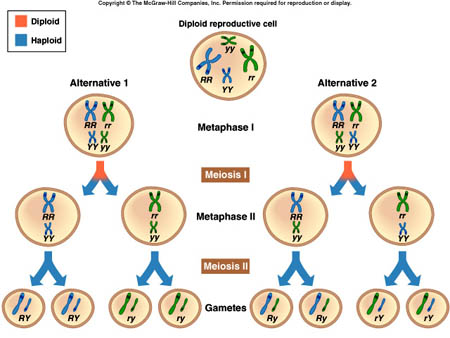 Copyright © The McGraw-Hill Companies, Inc. Permission required for reproduction or display.
Diploid
Haploid
Diploid reproductive cell
yy
RR
rr
YY
Alternative 1
Alternative 2
RR rr
YY yy
Metaphase I
RR rr
yy YY
Meiosis I
RR
YY
rr
yy
Metaphase II
RR
yy
rr
YY
Meiosis II
RY
RY
ry
ry
Gametes
Ry
Ry
rY
rY